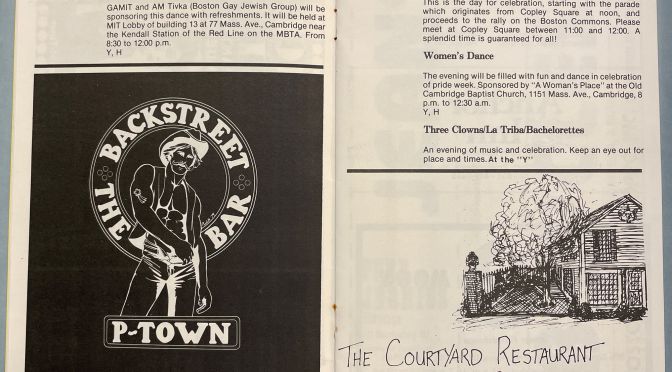 GAMIT and AM Tivka (Boston Gay Jewish Group) will be
sponsoring this dance with refreshments. It will be held at
MIT Lobby of building 13 at 77 Mass. Ave., Cambridge near
the Kendall Station of the Red Line on the MBTA. From
8:30 to 12:00 p.m.
Y, H
THE BACKSTREET BAR
P-TOWN
This is the day for celebration, starting with the parade
which originates from Copley Square at noon, and
proceeds to the rally on the Boston Commons. Please
meet at Copley Square between 11:00 and 12:00. A
splendid time is guaranteed for all!
Women's Dance
The evening will be filled with fun and dance in celebration
of pride week. Sponsored by "A Woman's Place" at the Old
Cambridge Baptist Church, 1151 Mass. Ave., Cambridge, 8
p.m. to 12:30 a.m.
Y, H
Three Clowns/La Triba/Bachelorettes
An evening of music and celebration. Keep an eye out for
place and times. At the "Y"
THE COURTYARD RESTAURANT